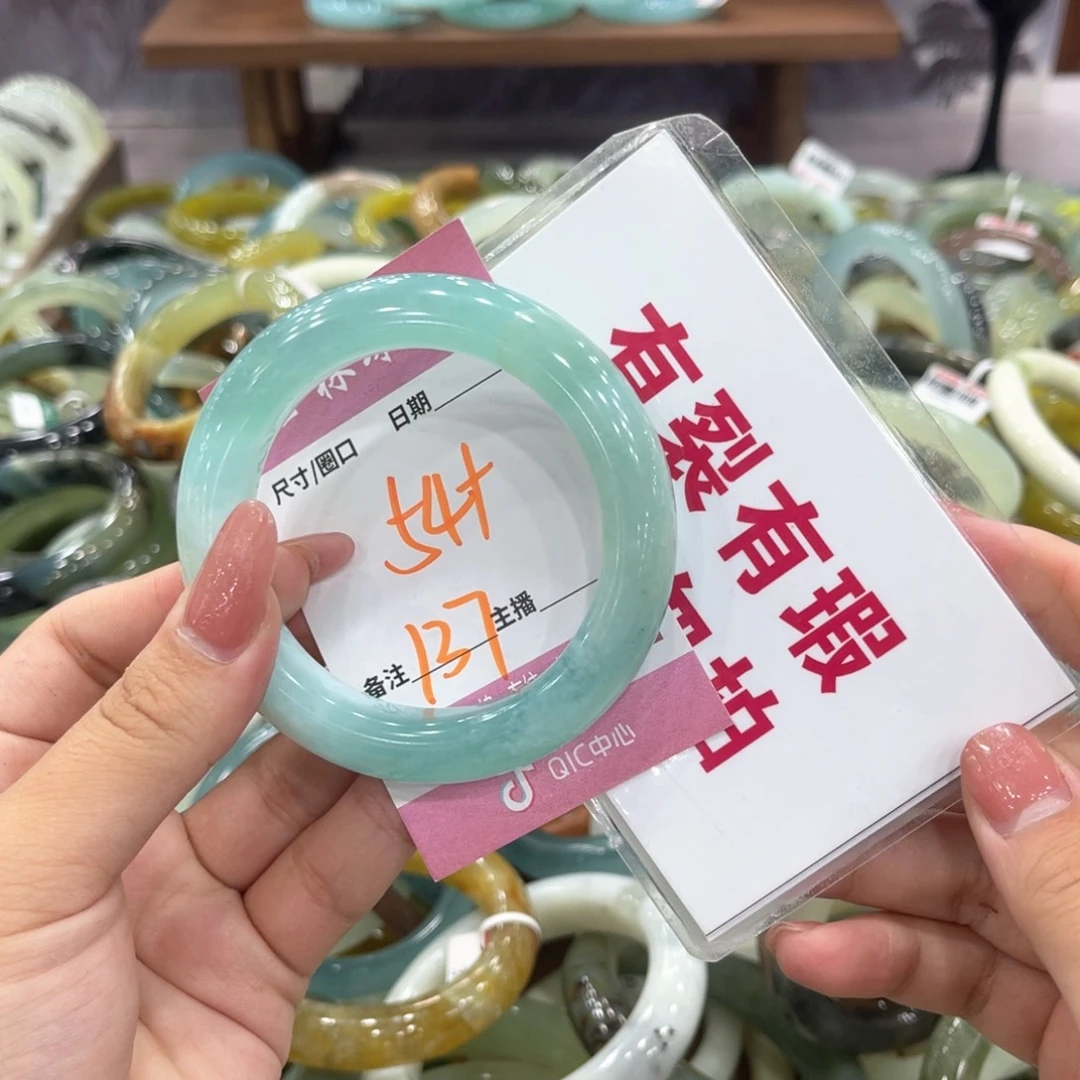 日期
尺寸/圈口
54+
主播
备注 137
QIC中心
有裂有瑕